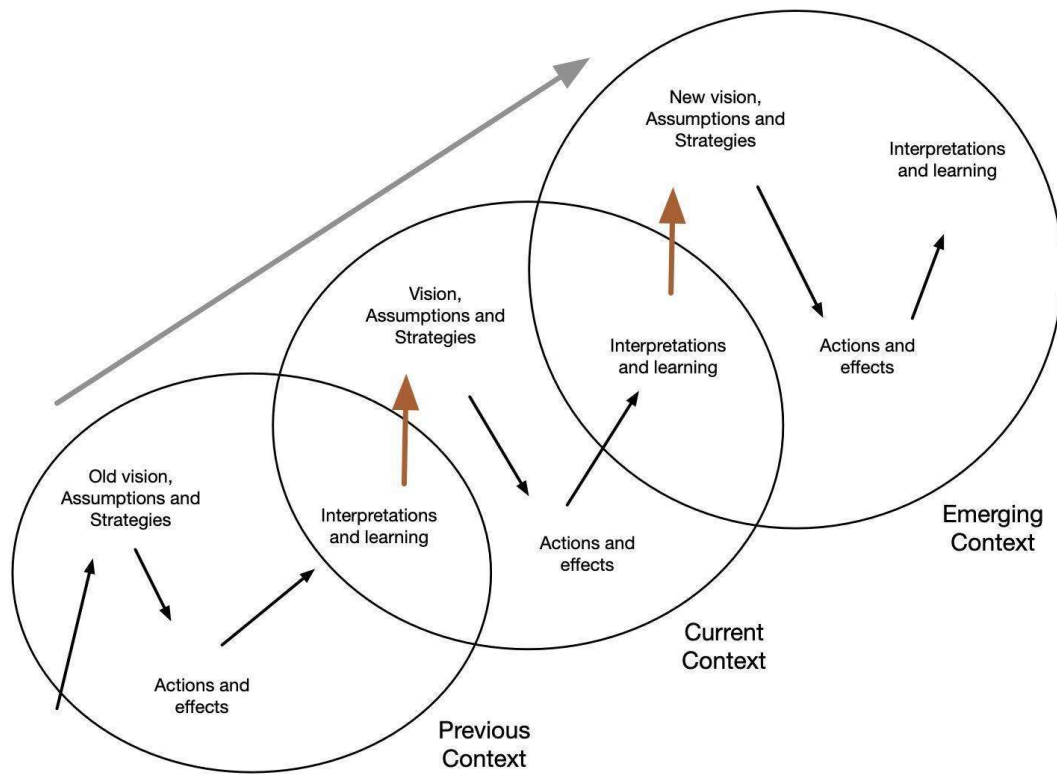 New vision,
Assumptions and
Strategies
Interpretations
and learning
Actions and
effects
Emerging
Context
Vision,
Assumptions and
Strategies
Interpretations
and learning
Actions and
effects
Current
Context
Old vision,
Assumptions and
Strategies
Interpretations
and learning
Actions and
effects
Previous
Context